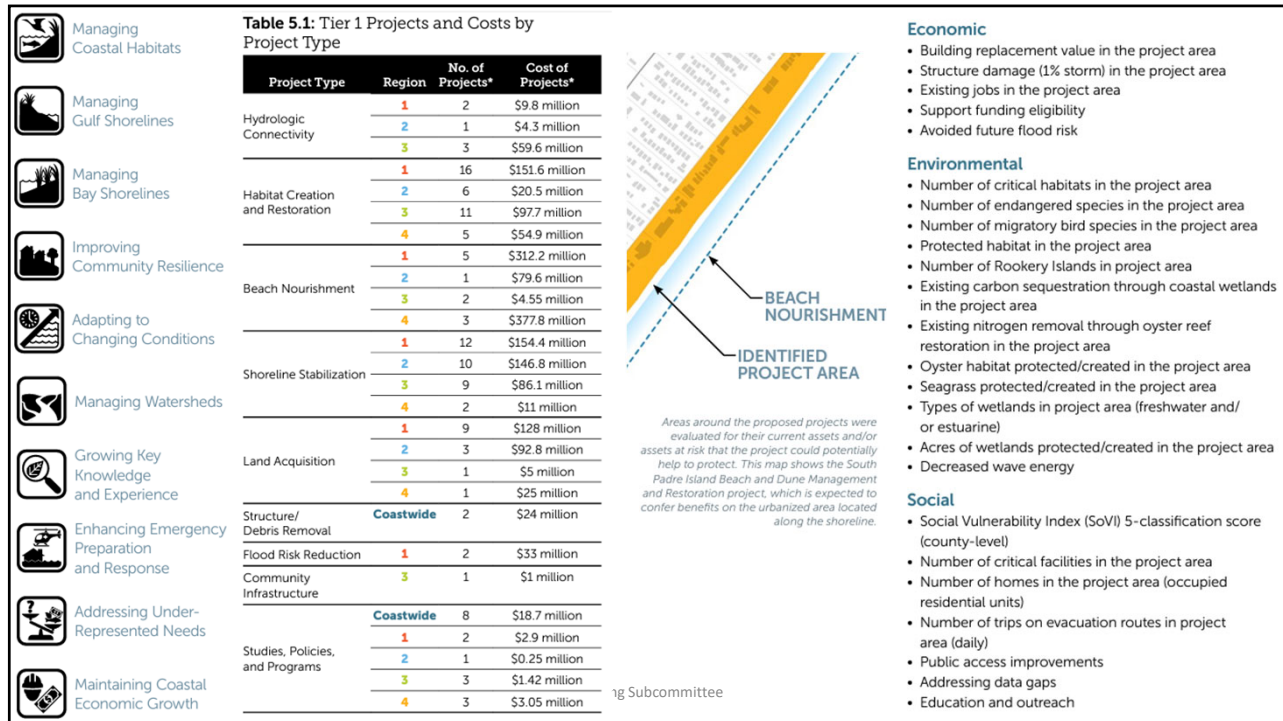 Managing
Coastal Habitats
Managing
Gulf Shorelines
Managing
Bay Shorelines
Improving
Community Resilience
Adapting to
Changing Conditions
Managing Watersheds
Growing Key
Knowledge
and Experience
Enhancing Emergency
Preparation
and Response
Addressing Under-
Represented Needs
Maintaining Coastal
Economic Growth
Table 5.1: Tier 1 Projects and Costs by
Project Type
Project Type Region No. of Projects* Cost of Projects*
Hydrologic
Connectivity
1 2 $9.8 million
2 1 $4.3 million
3 3 $59.6 million
Habitat Creation
and Restoration
1 16 $151.6 million
2 6 $20.5 million
3 11 $97.7 million
4 5 $54.9 million
Beach Nourishment
1 5 $312.2 million
2 1 $79.6 million
3 2 $4.55 million
4 3 $377.8 million
Shoreline Stabilization
1 12 $154.4 million
2 10 $146.8 million
3 9 $86.1 million
4 2 $11 million
Land Acquisition
1 9 $128 million
2 3 $92.8 million
3 1 $5 million
4 1 $25 million
Structure/
Debris Removal
Coastwide 2 $24 million
Flood Risk Reduction 1 2 $33 million
Community
Infrastructure
3 1 $1 million
Studies, Policies,
and Programs
Coastwide 8 $18.7 million
1 2 $2.9 million
2 1 $0.25 million
3 3 $1.42 million
4 3 $3.05 million
BEACH
NOURISHMENT
IDENTIFIED
PROJECT AREA
Areas around the proposed projects were
evaluated for their current assets and/or
assets at risk that the project could potentially
help to protect. This map shows the South
Padre Island Beach and Dune Management
and Restoration project, which is expected to
confer benefits on the urbanized area located
along the shoreline.
ng Subcommittee
Economic
• Building replacement value in the project area
• Structure damage (1% storm) in the project area
• Existing jobs in the project area
• Support funding eligibility
• Avoided future flood risk
Environmental
• Number of critical habitats in the project area
• Number of endangered species in the project area
• Number of migratory bird species in the project area
• Protected habitat in the project area
• Number of Rookery Islands in project area
• Existing carbon sequestration through coastal wetlands
in the project area
• Existing nitrogen removal through oyster reef
restoration in the project area
• Oyster habitat protected/created in the project area
• Seagrass protected/created in the project area
• Types of wetlands in project area (freshwater and/
or estuarine)
• Acres of wetlands protected/created in the project area
• Decreased wave energy
Social
• Social Vulnerability Index (SoVI) 5-classification score
(county-level)
• Number of critical facilities in the project area
• Number of homes in the project area (occupied
residential units)
• Number of trips on evacuation routes in project
area (daily)
• Public access improvements
• Addressing data gaps
• Education and outreach